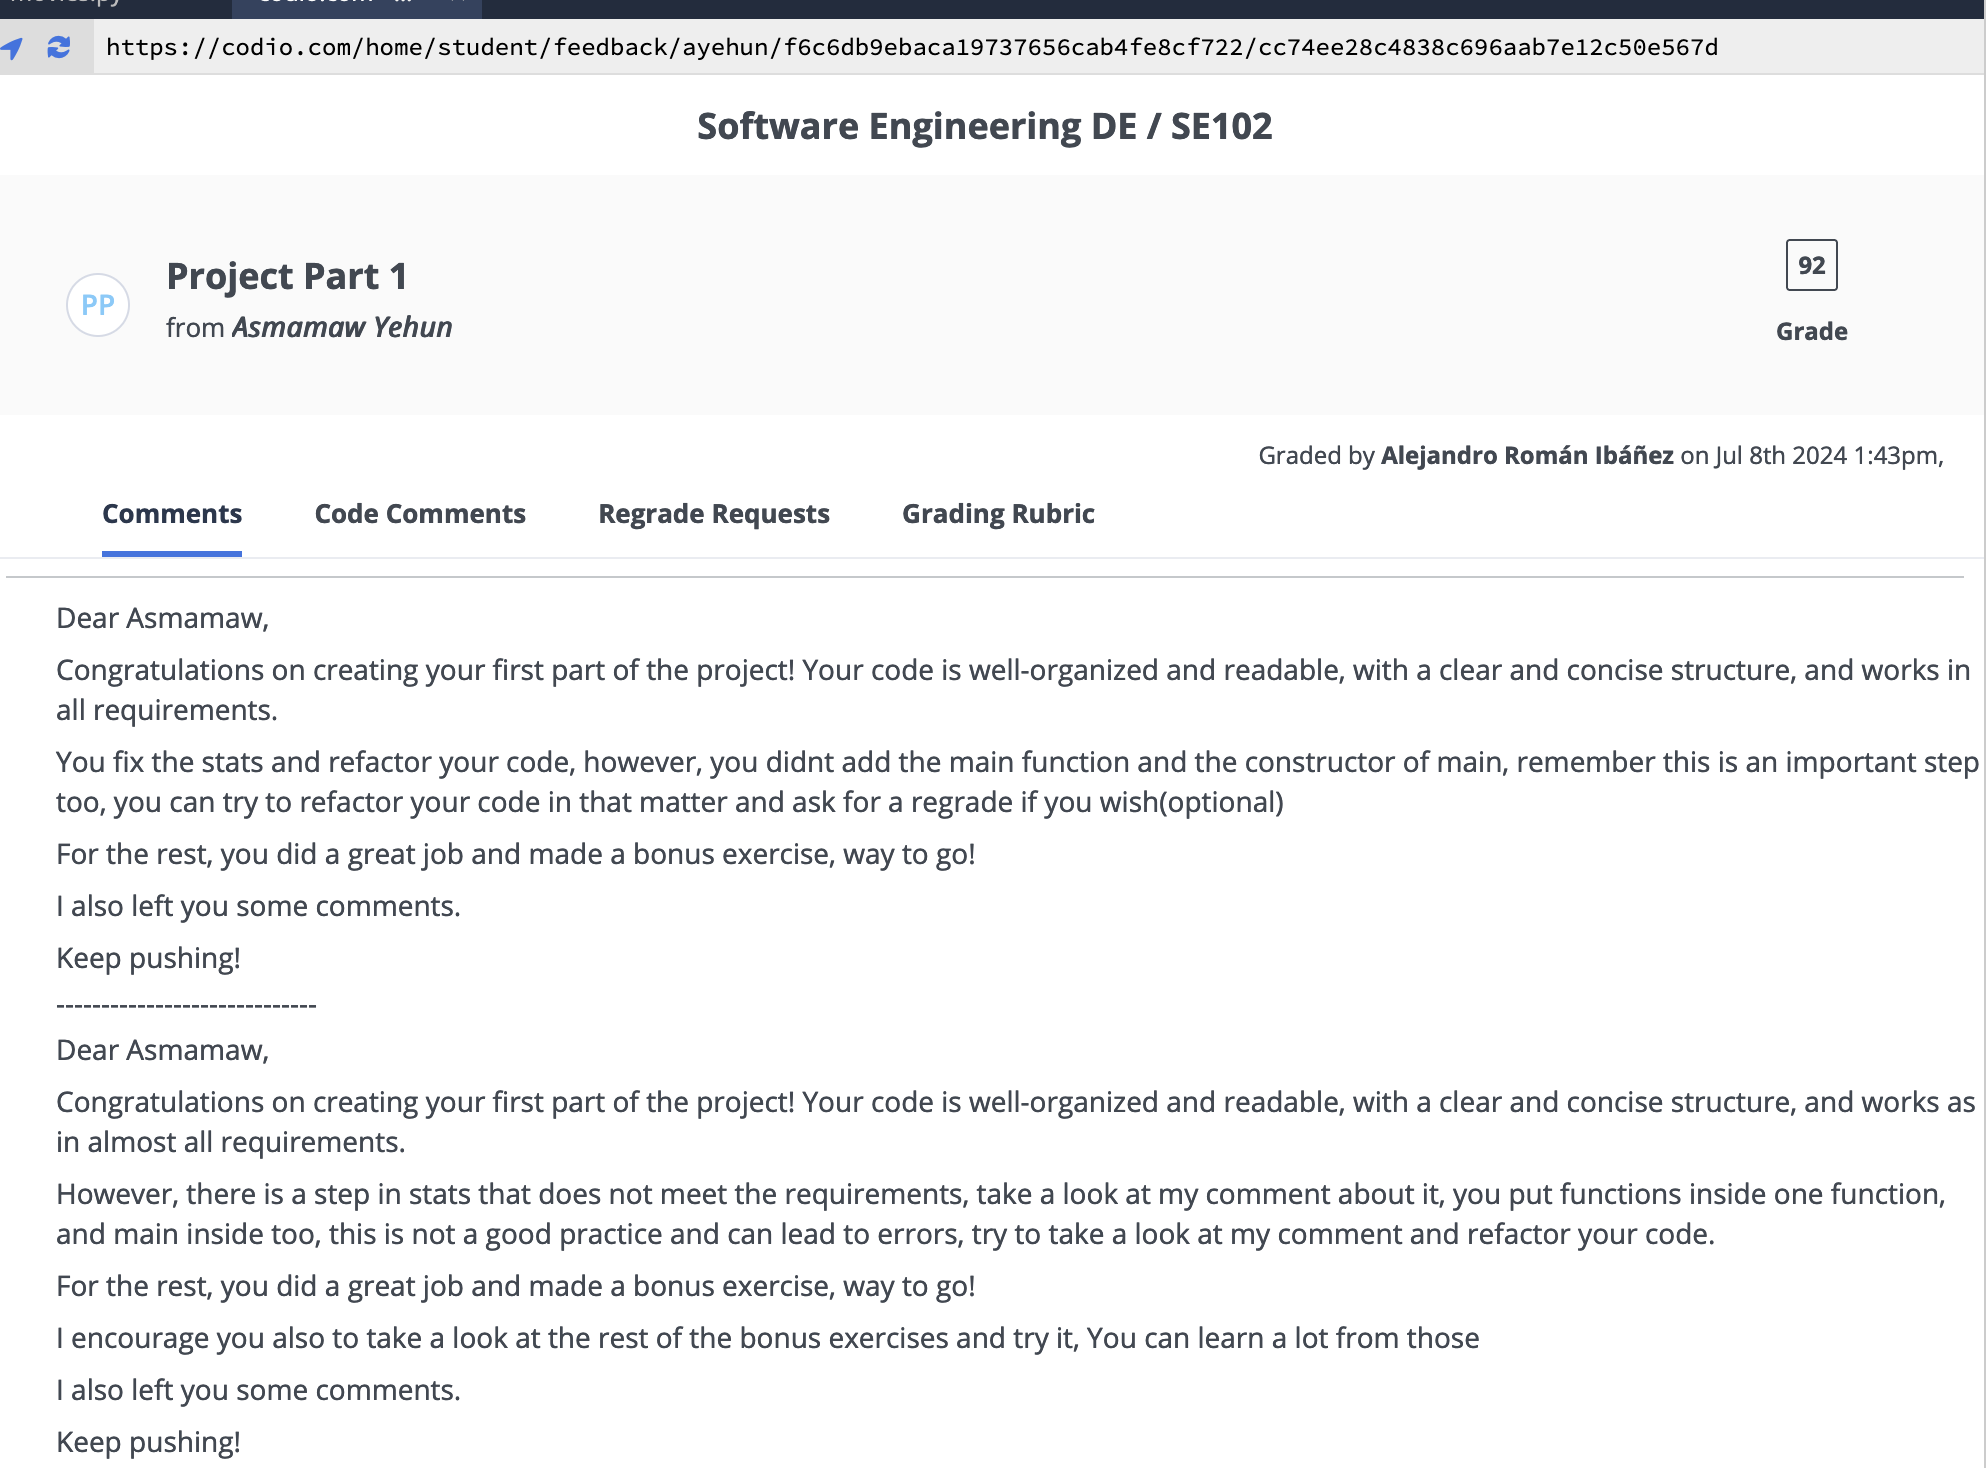 https://codio.com/home/student/feedback/ayehun/f6c6db9ebaca19737656cab4fe8cf722/cc74ee28c4838c696aab7e12c50e567d
Software Engineering DE / SE102
PP
Project Part 1
from Asmamaw Yehun
92
Grade
Graded by Alejandro Román Ibáñez on Jul 8th 2024 1:43pm,
Comments Code Comments Regrade Requests Grading Rubric
Dear Asmamaw,
Congratulations on creating your first part of the project! Your code is well-organized and readable, with a clear and concise structure, and works in
all requirements.
You fix the stats and refactor your code, however, you didnt add the main function and the constructor of main, remember this is an important step
too, you can try to refactor your code in that matter and ask for a regrade if you wish(optional)
For the rest, you did a great job and made a bonus exercise, way to go!
I also left you some comments.
Keep pushing!
-----------------------------
Dear Asmamaw,
Congratulations on creating your first part of the project! Your code is well-organized and readable, with a clear and concise structure, and works as
in almost all requirements.
However, there is a step in stats that does not meet the requirements, take a look at my comment about it, you put functions inside one function,
and main inside too, this is not a good practice and can lead to errors, try to take a look at my comment and refactor your code.
For the rest, you did a great job and made a bonus exercise, way to go!
I encourage you also to take a look at the rest of the bonus exercises and try it, You can learn a lot from those
I also left you some comments.
Keep pushing!